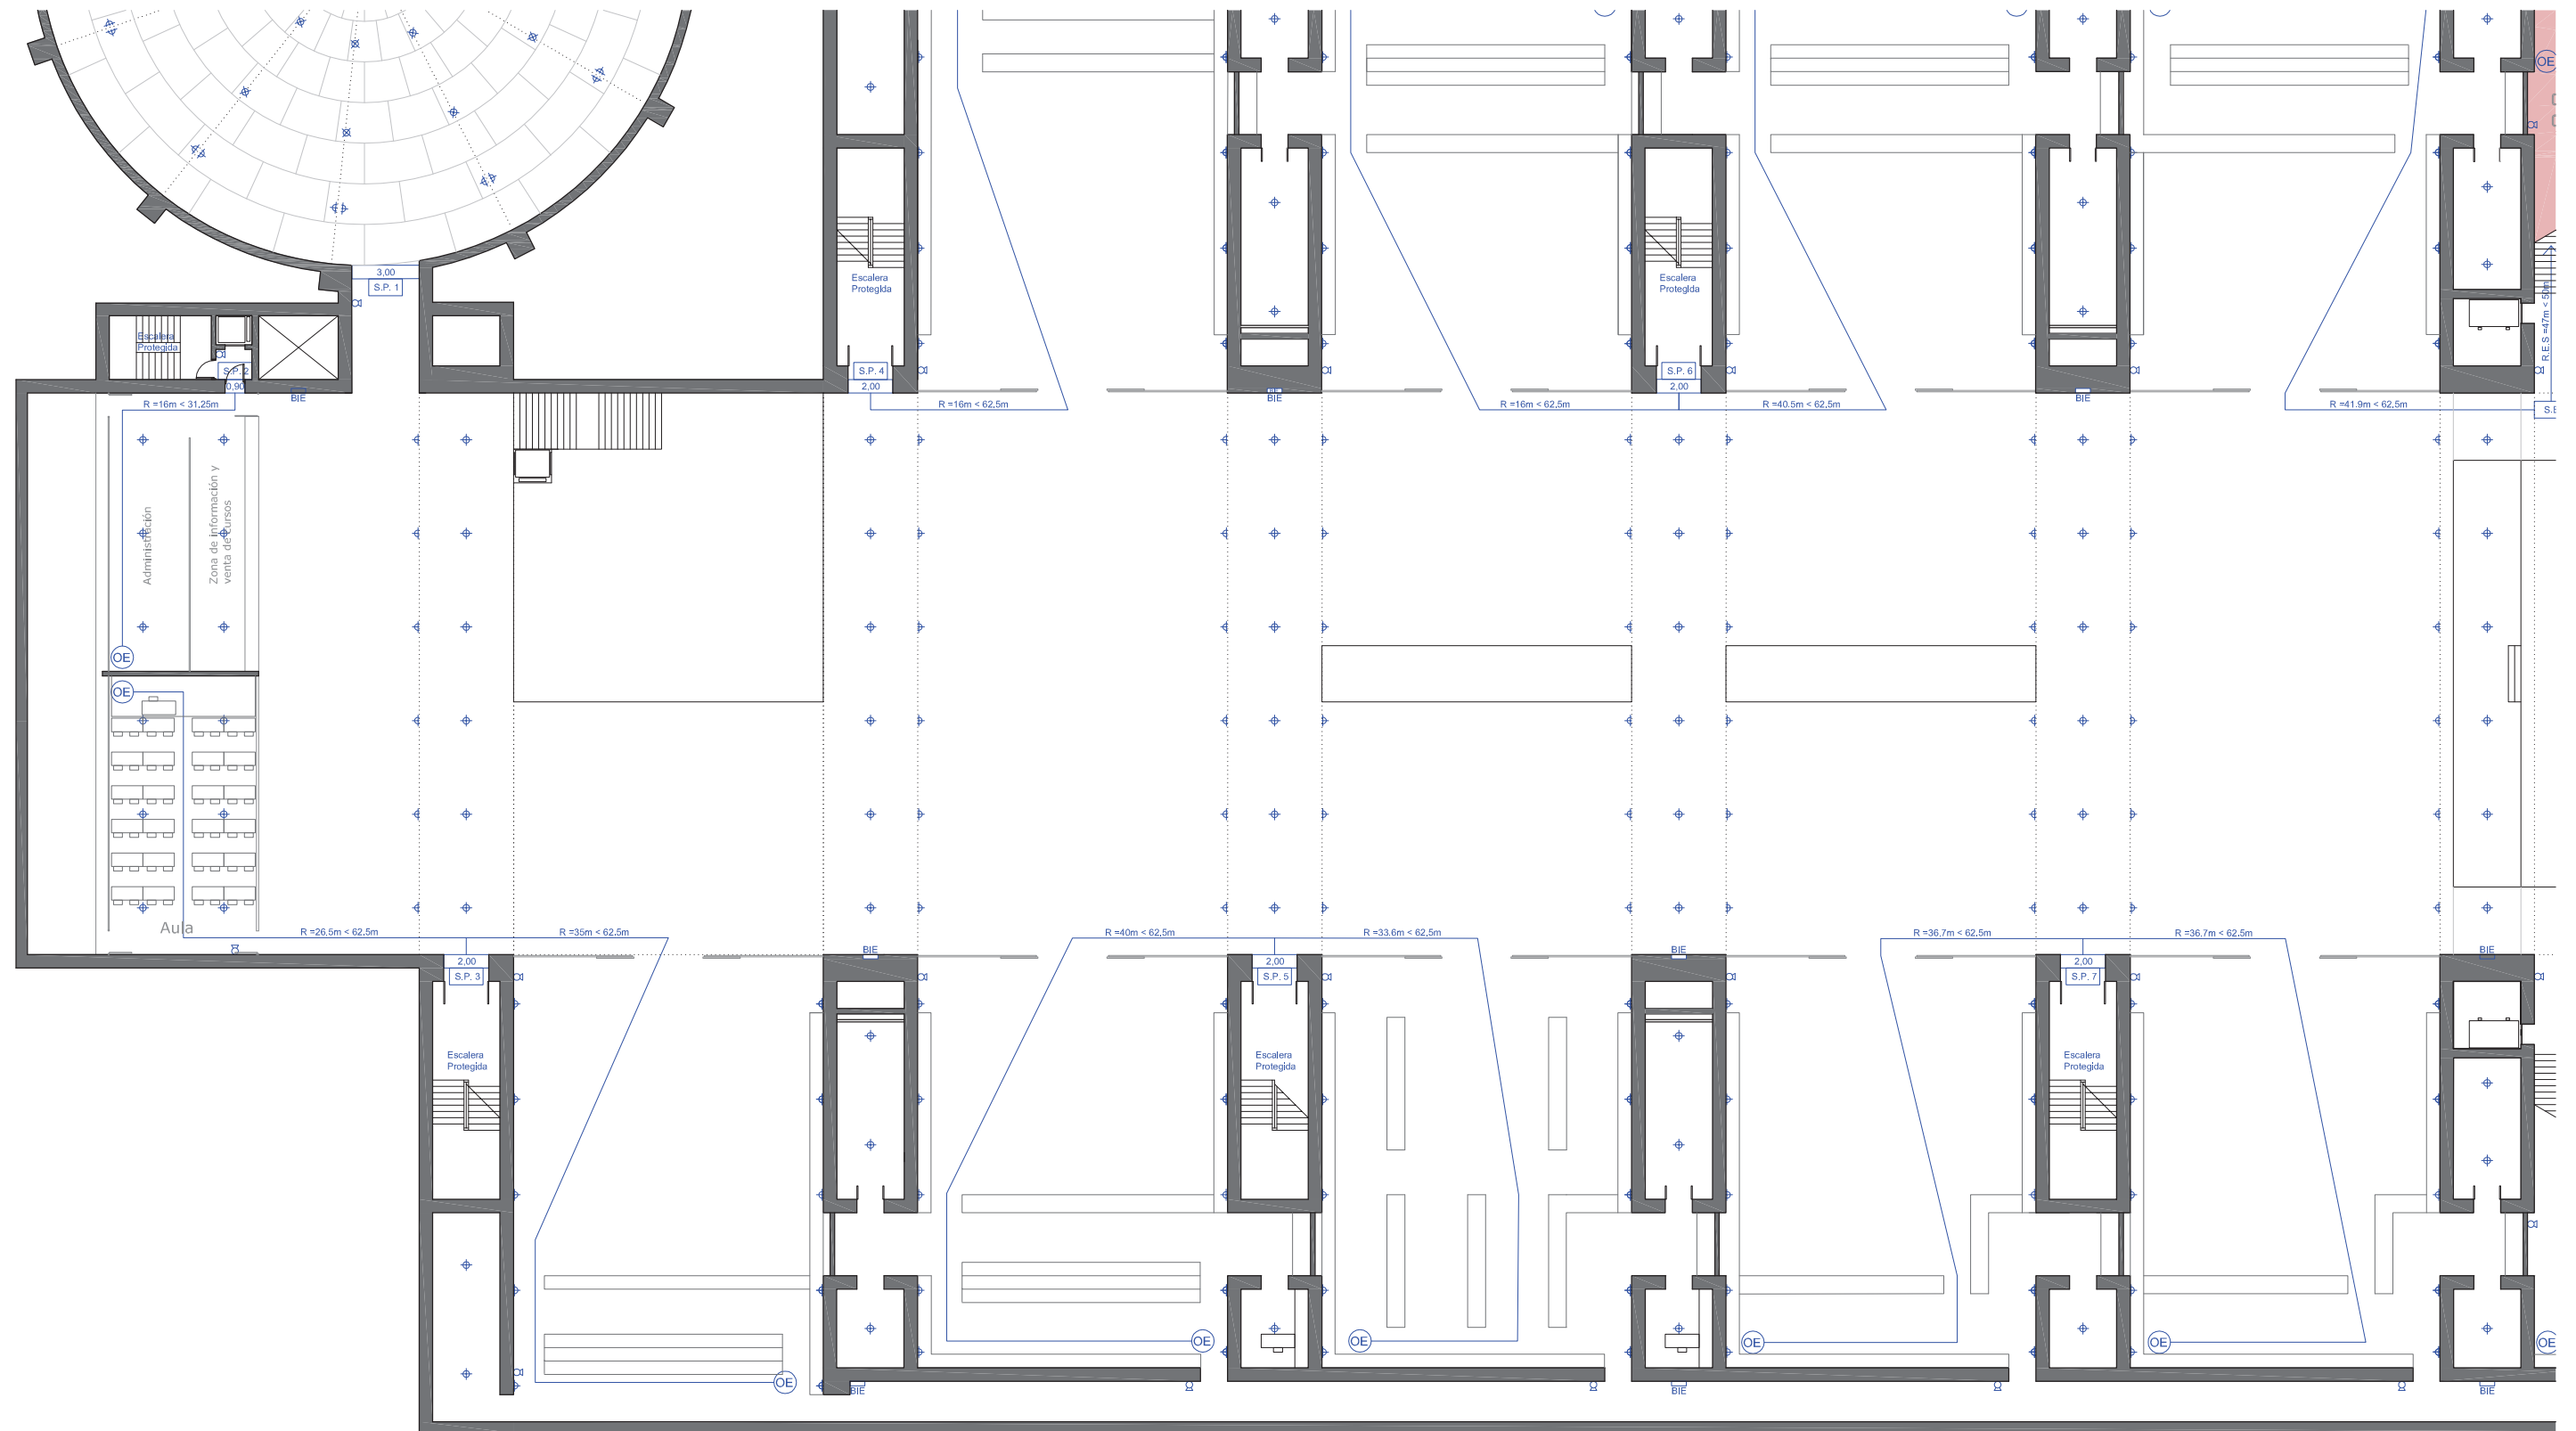 OE
3,00
S.P. 1
Escalera
Protegida
Escalera
Protegida
Escalera
Protegida
S.P. 2
0,90
BIE
S.P. 4
2,00
BIE
S.P. 6
2,00
BIE
R =16m < 31,25m
R =16m < 62,5m
R =16m < 62,5m
R =40.5m < 62,5m
R =41.9m < 62,5m
R.E.S =47m < 50m
Administración
Zona de información y
venta de cursos
OE
OE
Aula
R =26,5m < 62,5m
R =35m < 62,5m
R =40m < 62,5m
R =33.6m < 62,5m
R =36,7m < 62,5m
R =36,7m < 62,5m
2,00
S.P. 3
BIE
2,00
S.P. 5
BIE
2,00
S.P. 7
BIE
Escalera
Protegida
Escalera
Protegida
Escalera
Protegida
OE
OE
OE
OE
OE
OE
BIE
BIE
BIE